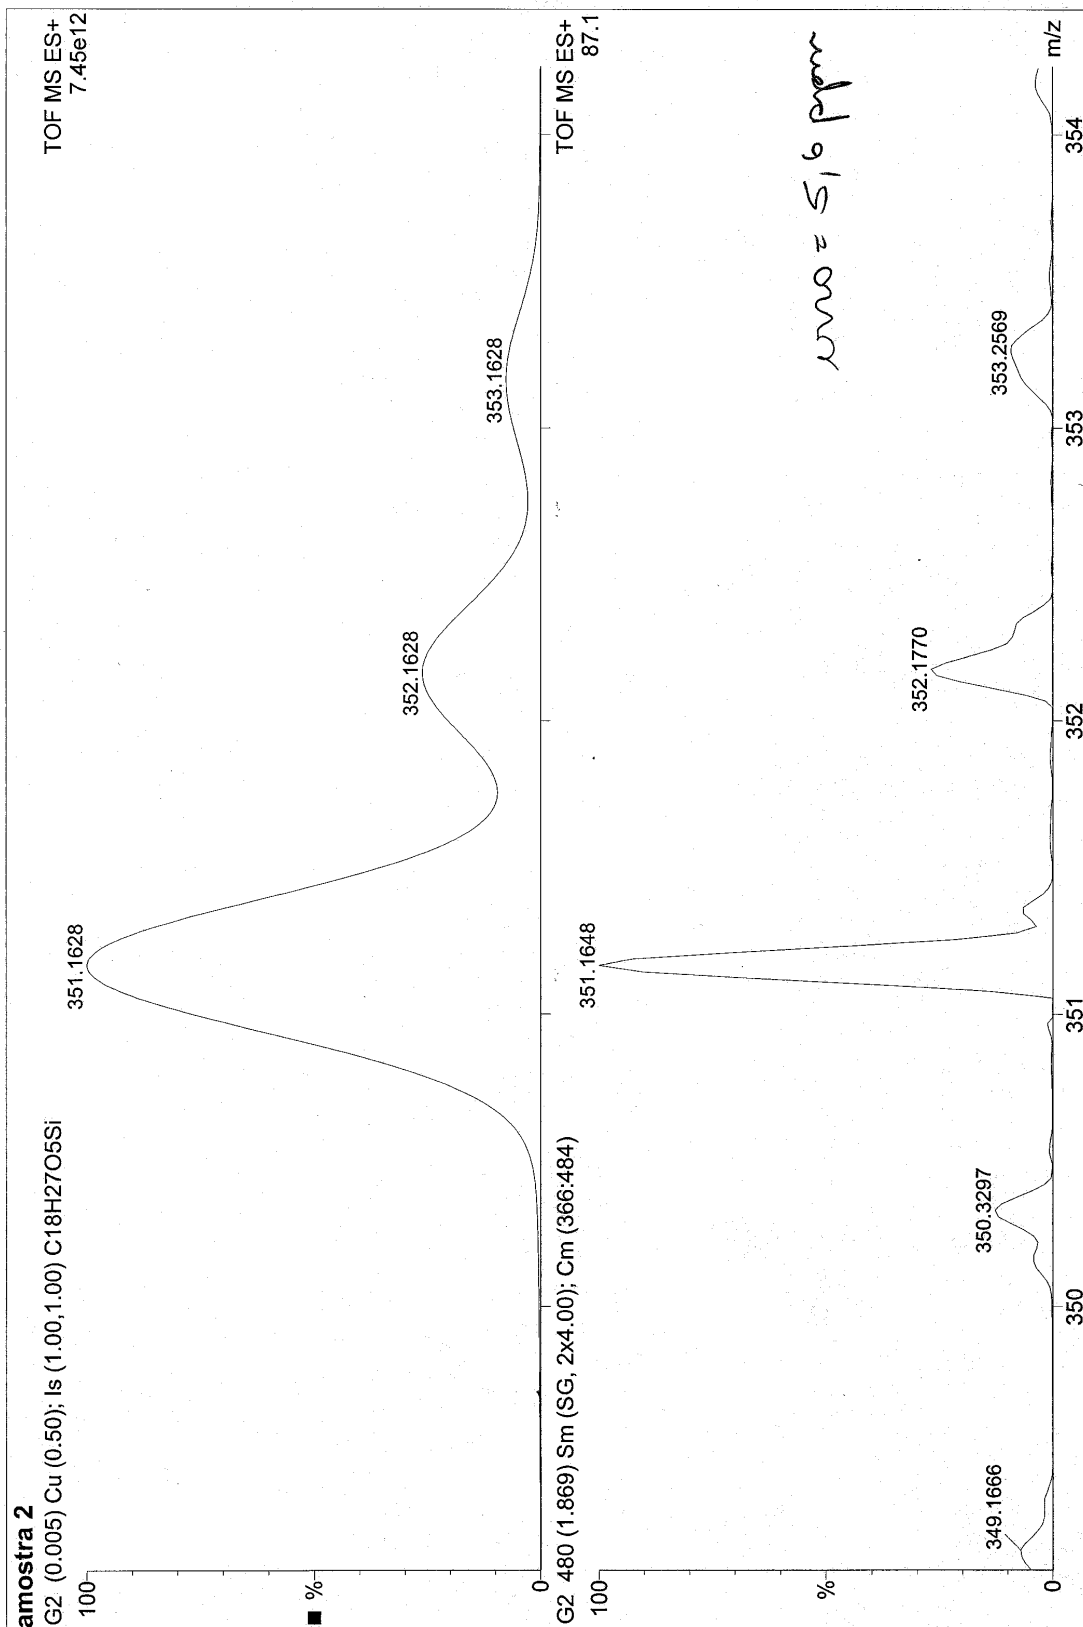 amostra 2
G2 (0.005) Cu (0.50); Is (1.00,1.00) C18H27O5Si
TOF MS ES+
7.45e12
100
%
0
351.1628
352.1628
353.1628
G2 480 (1.869) Sm (SG, 2x4.00); Cm (366:484)
TOF MS ES+
87.1
100
%
0
349.1666
350.3297
351.1648
352.1770
353.2569
erro = 5,6 ppm
350
351
352
353
354
m/z